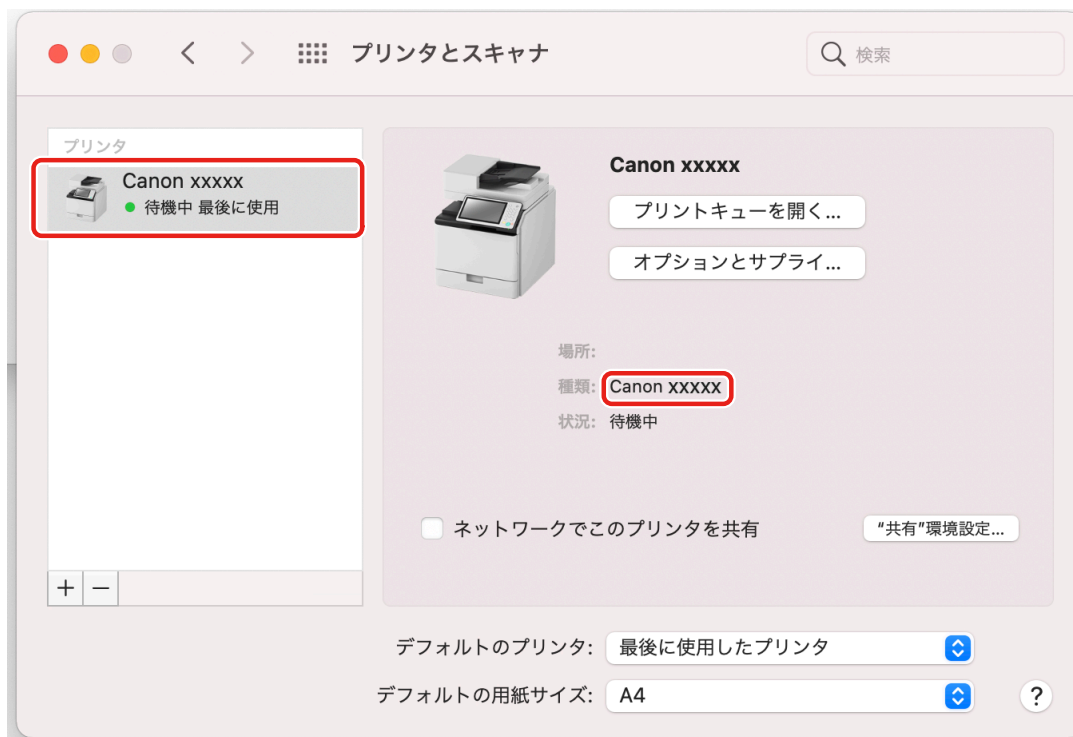 プリンタとスキャナ
検索
プリンタ
Canon xxxxx
待機中 最後に使用
Canon xxxxx
プリントキューを開く...
オプションとサプライ...
場所:
種類: Canon xxxxx
状況: 待機中
ネットワークでこのプリンタを共有
“共有”環境設定...
+ −
デフォルトのプリンタ: 最後に使用したプリンタ
デフォルトの用紙サイズ: A4
?